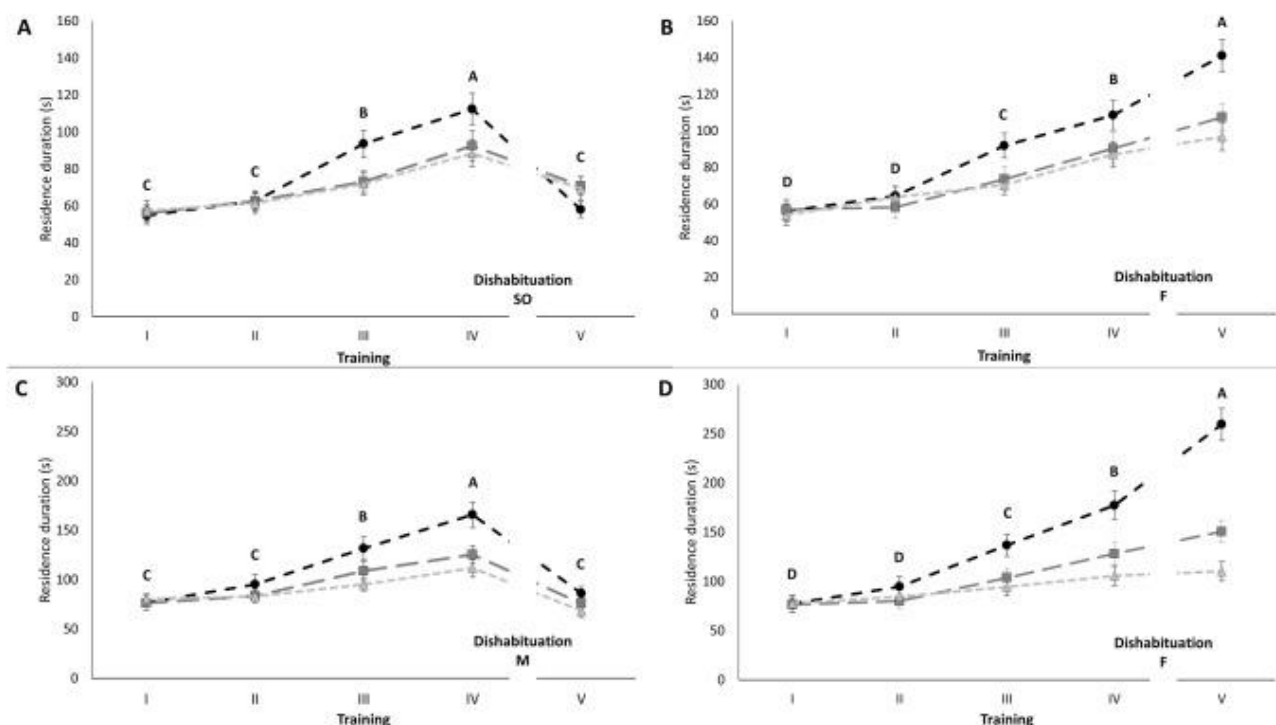 A
Residence duration (s)
160
140
120
100
80
60
40
20
0
C
C
B
A
C
Dishabituation
SO
I
II
III
IV
V
Training
B
Residence duration (s)
160
140
120
100
80
60
40
20
0
D
D
C
B
A
Dishabituation
F
I
II
III
IV
V
Training
C
Residence duration (s)
300
250
200
150
100
50
0
C
C
B
A
C
Dishabituation
M
I
II
III
IV
V
Training
D
Residence duration (s)
300
250
200
150
100
50
0
D
D
C
B
A
Dishabituation
F
I
II
III
IV
V
Training